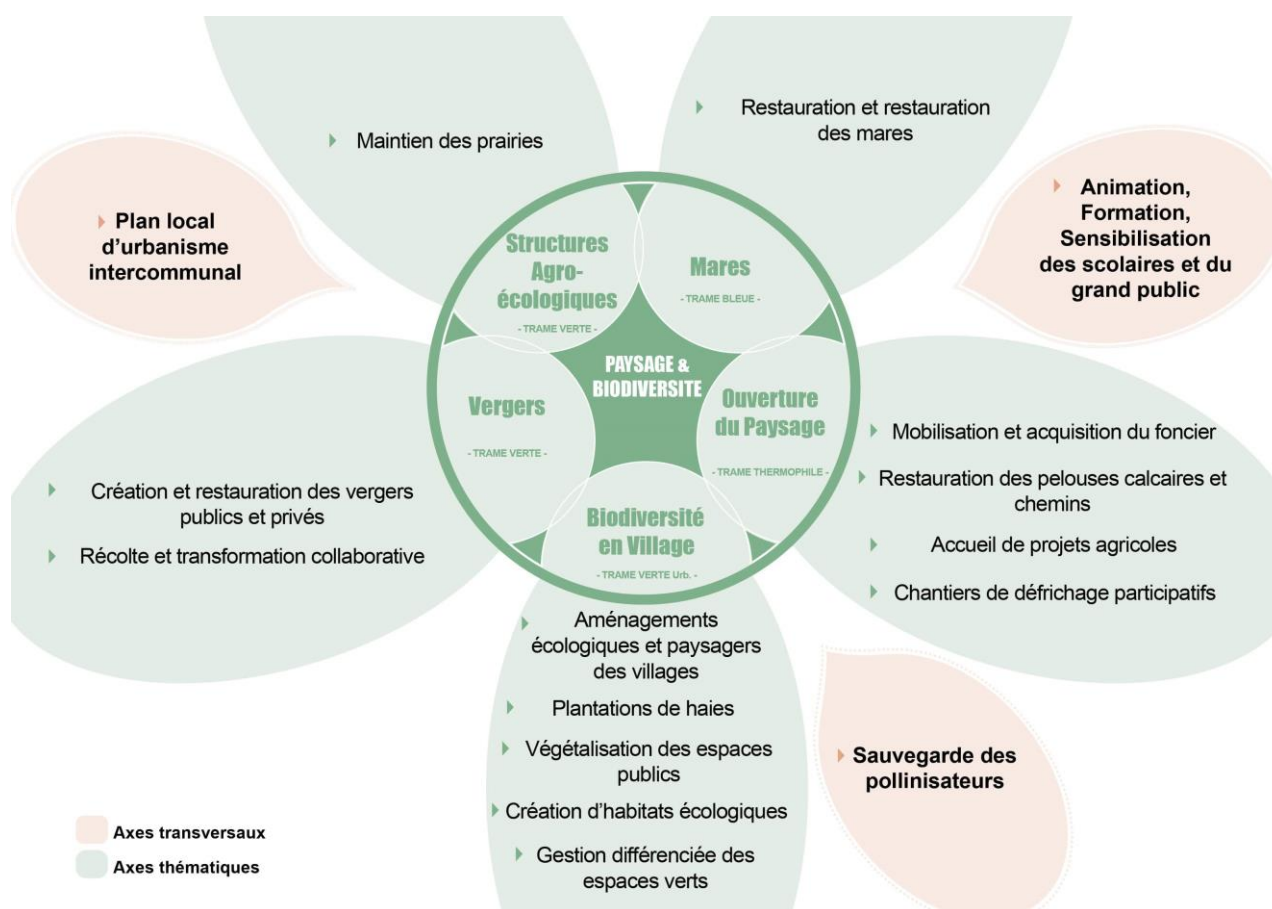 Maintien des prairies
Restauration et restauration
des mares
Plan local
d'urbanisme
intercommunal
Animation,
Formation,
Sensibilisation
des scolaires et du
grand public
Structures
Agro-
écologiques
- TRAME VERTE -
Mares
- TRAME BLEUE -
PAYSAGE &
BIODIVERSITE
Vergers
- TRAME VERTE -
Ouverture
du Paysage
- TRAME THERMOPHILE -
Biodiversité
en Village
- TRAME VERTE Urb. -
Création et restauration des vergers
publics et privés
Récolte et transformation collaborative
Mobilisation et acquisition du foncier
Restauration des pelouses calcaires et
chemins
Accueil de projets agricoles
Chantiers de défrichage participatifs
Aménagements
écologiques et paysagers
des villages
Plantations de haies
Végétalisation des espaces
publics
Création d'habitats écologiques
Gestion différenciée des
espaces verts
Sauvegarde des
pollinisateurs
Axes transversaux
Axes thématiques